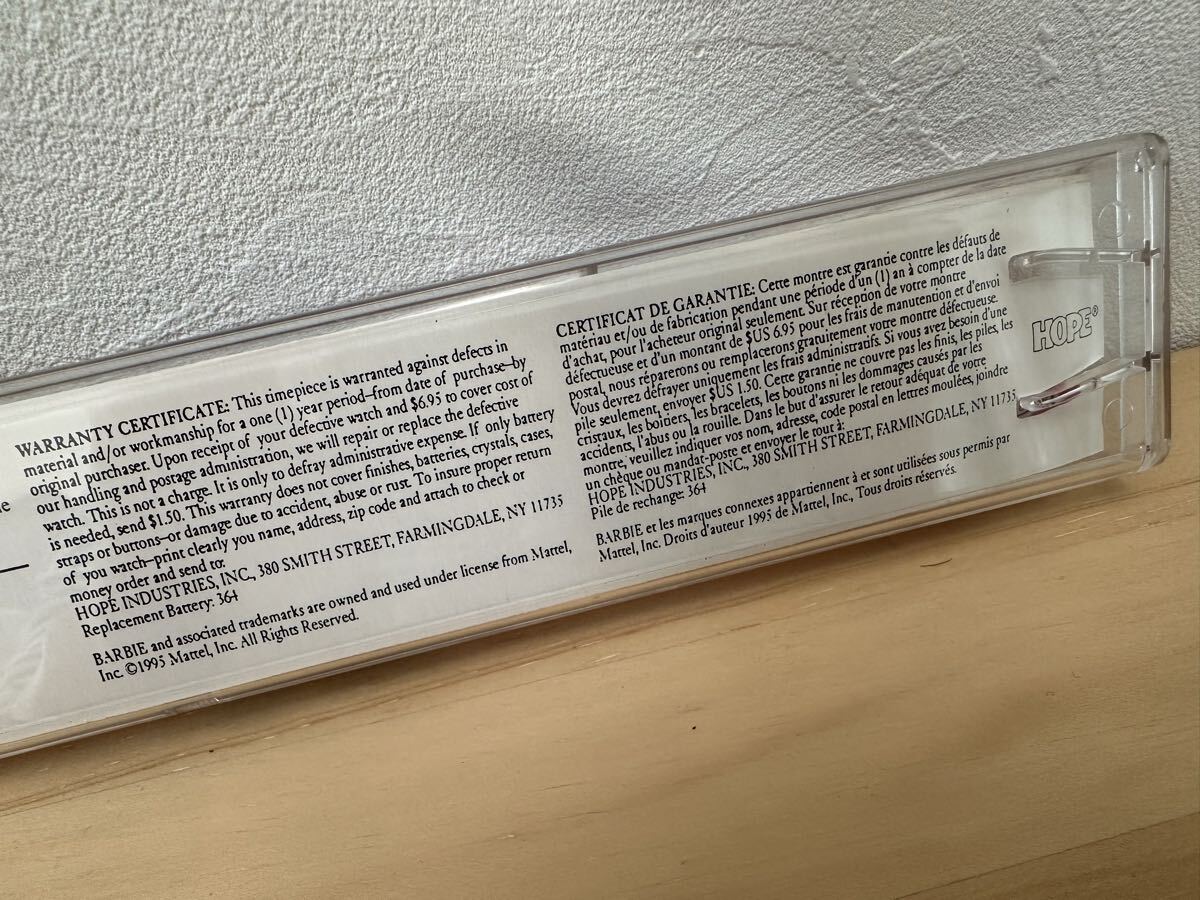 WARRANTY CERTIFICATE: This timepiece is warranted against defects in
material and/or workmanship for a one (1) year period–from date of purchase–by
original purchaser. Upon receipt of your defective watch and $6.95 to cover cost of
our handling and postage administration, we will repair or replace the defective
watch. This is not a charge. It is only to defray administrative expense. If only battery
is needed, send $1.50. This warranty does not cover finishes, batteries, crystals, cases,
straps or buttons–or damage due to accident, abuse or rust. To insure proper return
of you watch–print clearly you name, address, zip code and attach to check or
money order and send to:
HOPE INDUSTRIES, INC., 380 SMITH STREET, FARMINGDALE, NY 11735
Replacement Battery: 364
BARBIE and associated trademarks are owned and used under license from Mattel,
Inc. ©1995 Mattel, Inc. All Rights Reserved.
CERTIFICAT DE GARANTIE: Cette montre est garantie contre les défauts de
matériau et/ou de fabrication pendant une période d'un (1) an à compter de la date
d'achat, pour l'acheteur original seulement. Sur réception de votre montre
défectueuse et d'un montant de $US 6.95 pour les frais de manutention et d'envoi
postal, nous réparerons ou remplacerons gratuitement votre montre défectueuse.
Vous devrez défrayer uniquement les frais administratifs. Si vous avez besoin d'une
pile seulement, envoyer $US 1.50. Cette garantie ne couvre pas les finis, les piles, les
cristaux, les boitiers, les bracelets, les boutons ni les dommages causés par les
accidents, l'abus ou la rouille. Dans le but d'assurer le retour adéquat de votre
montre, veuillez indiquer vos nom, adresse, code postal en lettres moulées, joindre
un chèque ou mandat-poste et envoyer le tout à:
HOPE INDUSTRIES, INC., 380 SMITH STREET, FARMINGDALE, NY 11735
Pile de rechange: 364
BARBIE et les marques connexes appartiennent à et sont utilisées sous permis par
Mattel, Inc. Droits d'auteur 1995 de Mattel, Inc., Tous droits réservés.
HOPE®